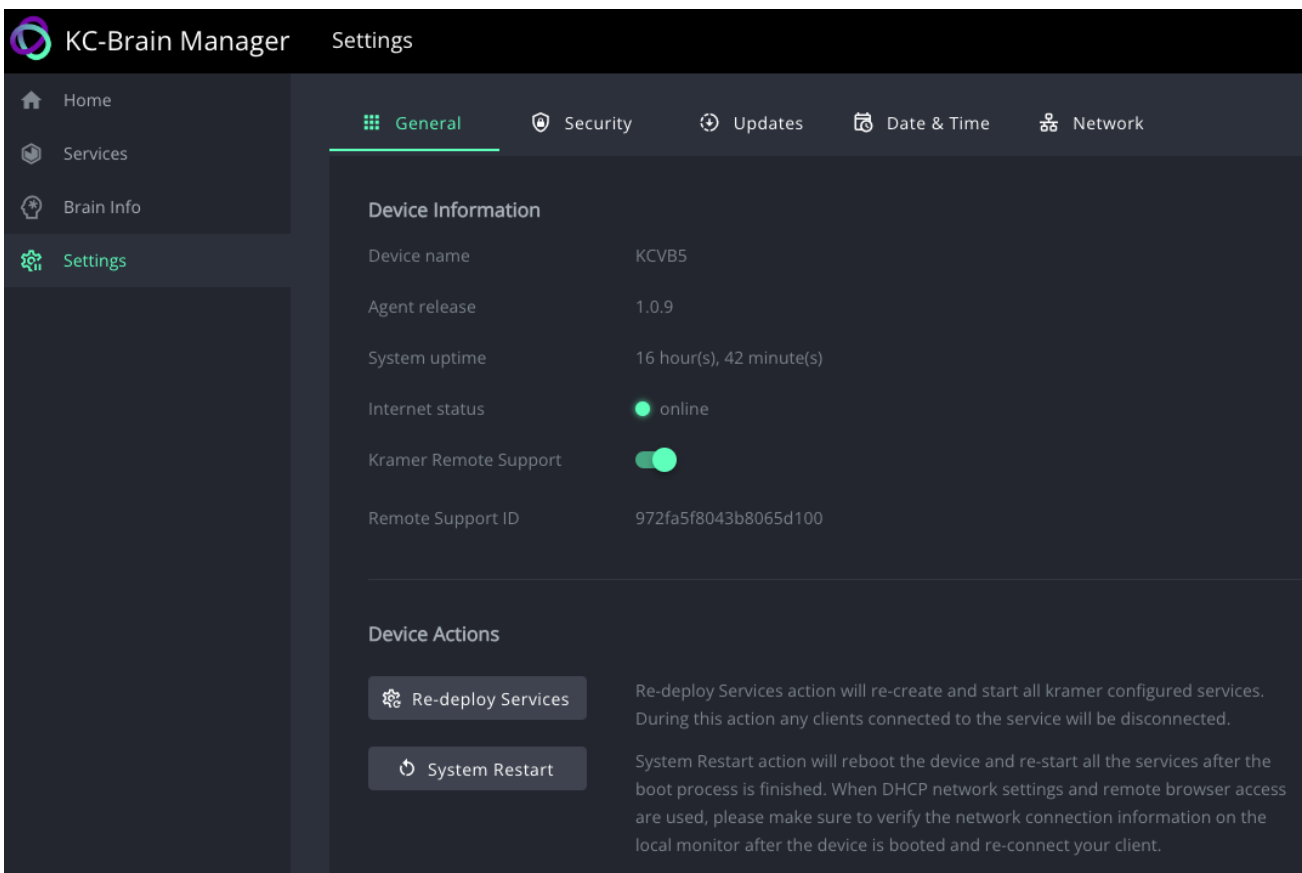 KC-Brain Manager
Settings
Home
Services
Brain Info
Settings
General
Security
Updates
Date & Time
Network
Device Information
Device name
KCVB5
Agent release
1.0.9
System uptime
16 hour(s), 42 minute(s)
Internet status
online
Kramer Remote Support
Remote Support ID
972fa5f8043b8065d100
Device Actions
Re-deploy Services
Re-deploy Services action will re-create and start all kramer configured services.
During this action any clients connected to the service will be disconnected.
System Restart
System Restart action will reboot the device and re-start all the services after the
boot process is finished. When DHCP network settings and remote browser access
are used, please make sure to verify the network connection information on the
local monitor after the device is booted and re-connect your client.